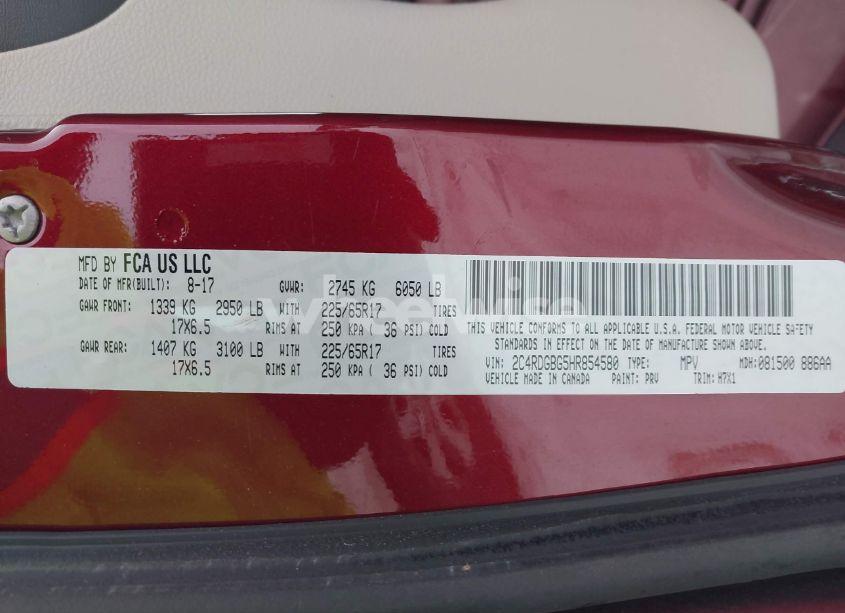 MFD BY FCA US LLC
DATE OF MFR(BUILT): 8-17 GVWR: 2745 KG 6050 LB
GAWR FRONT: 1339 KG 2950 LB WITH 225/65R17 TIRES
17X6.5 RIMS AT 250 KPA ( 36 PSI) COLD
GAWR REAR: 1407 KG 3100 LB WITH 225/65R17 TIRES
17X6.5 RIMS AT 250 KPA ( 36 PSI) COLD
THIS VEHICLE CONFORMS TO ALL APPLICABLE U.S.A. FEDERAL MOTOR VEHICLE SAFETY
STANDARDS IN EFFECT ON THE DATE OF MANUFACTURE SHOWN ABOVE.
VIN: 2C4RDGBG5HR854580 TYPE: MPV MDH:081500 886AA
VEHICLE MADE IN CANADA PAINT: PRV TRIM: H7X1